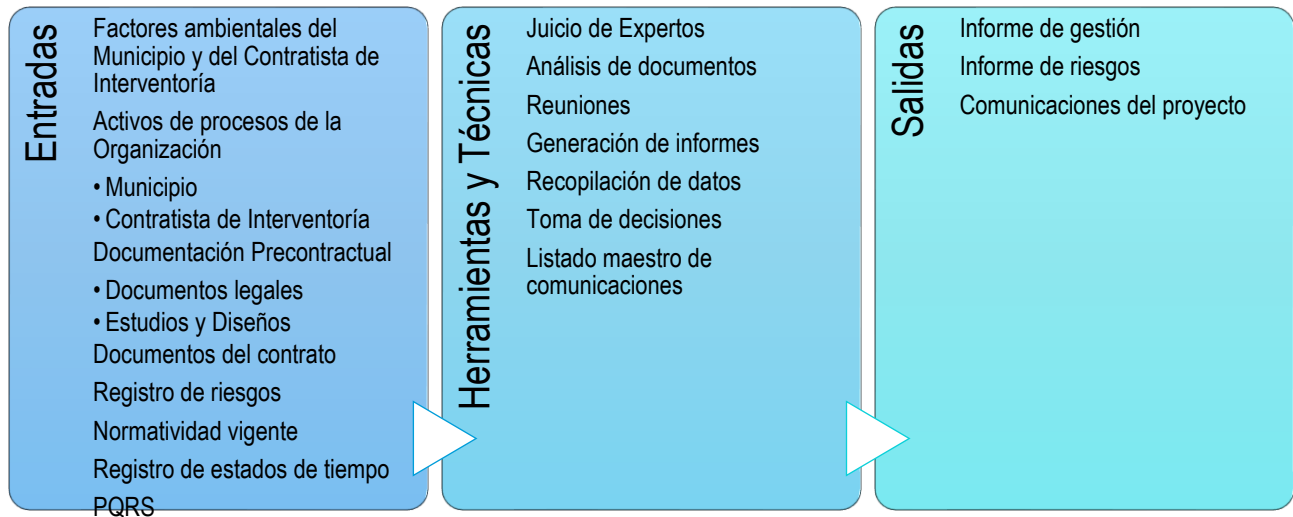 Entradas
Factores ambientales del
Municipio y del Contratista de
Interventoría
Activos de procesos de la
Organización
• Municipio
• Contratista de Interventoría
Documentación Precontractual
• Documentos legales
• Estudios y Diseños
Documentos del contrato
Registro de riesgos
Normatividad vigente
Registro de estados de tiempo
PQRS
Herramientas y Técnicas
Juicio de Expertos
Análisis de documentos
Reuniones
Generación de informes
Recopilación de datos
Toma de decisiones
Listado maestro de
comunicaciones
Salidas
Informe de gestión
Informe de riesgos
Comunicaciones del proyecto